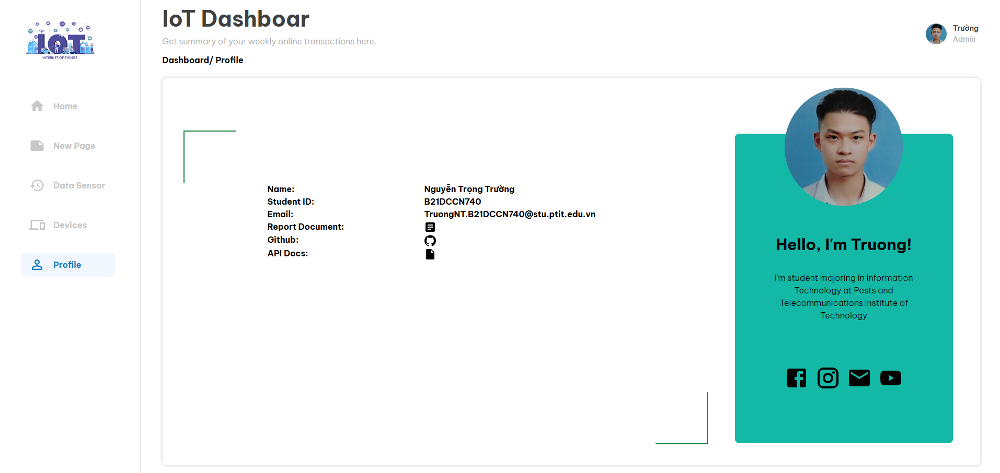 IOT
INTERNET OF THINGS
Home
New Page
Data Sensor
Devices
Profile
IoT Dashboar
Get summary of your weekly online transactions here.
Dashboard/ Profile
Trường
Admin
Name: Nguyễn Trọng Trường
Student ID: B21DCCN740
Email: TruongNT.B21DCCN740@stu.ptit.edu.vn
Report Document:
Github:
API Docs:
Hello, I'm Truong!
I'm student majoring in Information
Technology at Posts and
Telecommunications Institute of
Technology